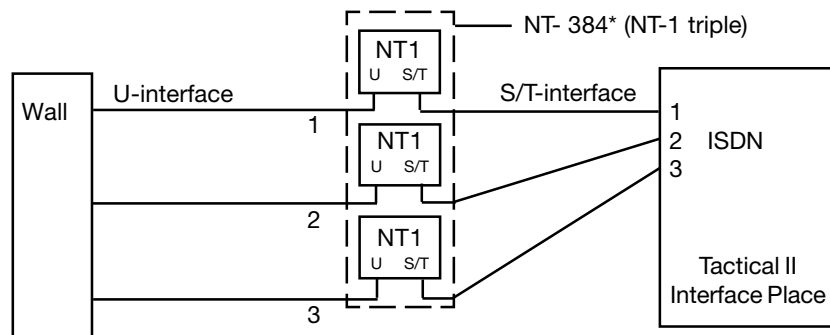 NT- 384* (NT-1 triple)
NT1
U S/T
Wall
U-interface
1
S/T-interface
1
2
3
ISDN
NT1
U S/T
2
NT1
U S/T
3
Tactical II
Interface Place